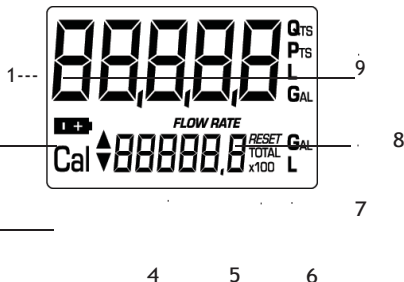 88,8,8,8
QTS
PTS
L
GAL
1---
9
FLOW RATE
Cal
88888,8
RESET
TOTAL
x100
GAL
L
8
7
4 5 6